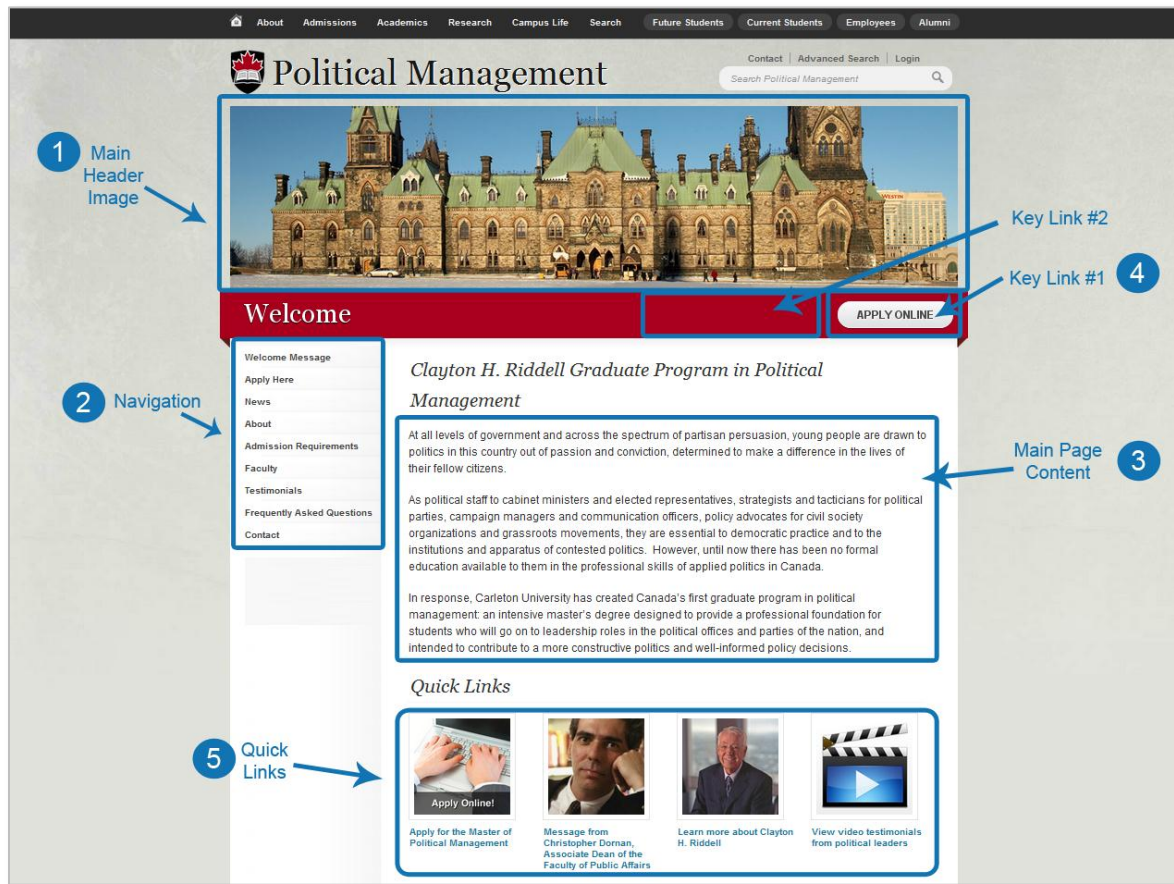 About Admissions Academics Research Campus Life Search Future Students Current Students Employees Alumni
Political Management
Contact | Advanced Search | Login
Search Political Management
1 Main
Header
Image
WESTIN
Key Link #2
Key Link #1 4
Welcome
APPLY ONLINE
2 Navigation
Welcome Message
Apply Here
News
About
Admission Requirements
Faculty
Testimonials
Frequently Asked Questions
Contact
Clayton H. Riddell Graduate Program in Political
Management
At all levels of government and across the spectrum of partisan persuasion, young people are drawn to
politics in this country out of passion and conviction, determined to make a difference in the lives of
their fellow citizens.
As political staff to cabinet ministers and elected representatives, strategists and tacticians for political
parties, campaign managers and communication officers, policy advocates for civil society
organizations and grassroots movements, they are essential to democratic practice and to the
institutions and apparatus of contested politics. However, until now there has been no formal
education available to them in the professional skills of applied politics in Canada.
In response, Carleton University has created Canada's first graduate program in political
management: an intensive master's degree designed to provide a professional foundation for
students who will go on to leadership roles in the political offices and parties of the nation, and
intended to contribute to a more constructive politics and well-informed policy decisions.
Main Page
Content
3
Quick Links
5 Quick
Links
Apply Online!
Apply for the Master of
Political Management
Message from
Christopher Dornan,
Associate Dean of the
Faculty of Public Affairs
Learn more about Clayton
H. Riddell
View video testimonials
from political leaders